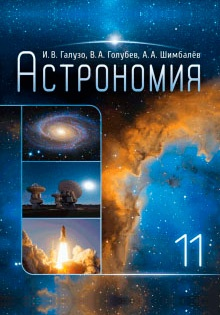 И. В. Галузо, В. А. Голубев, А. А. Шимбалёв
Астрономия
11